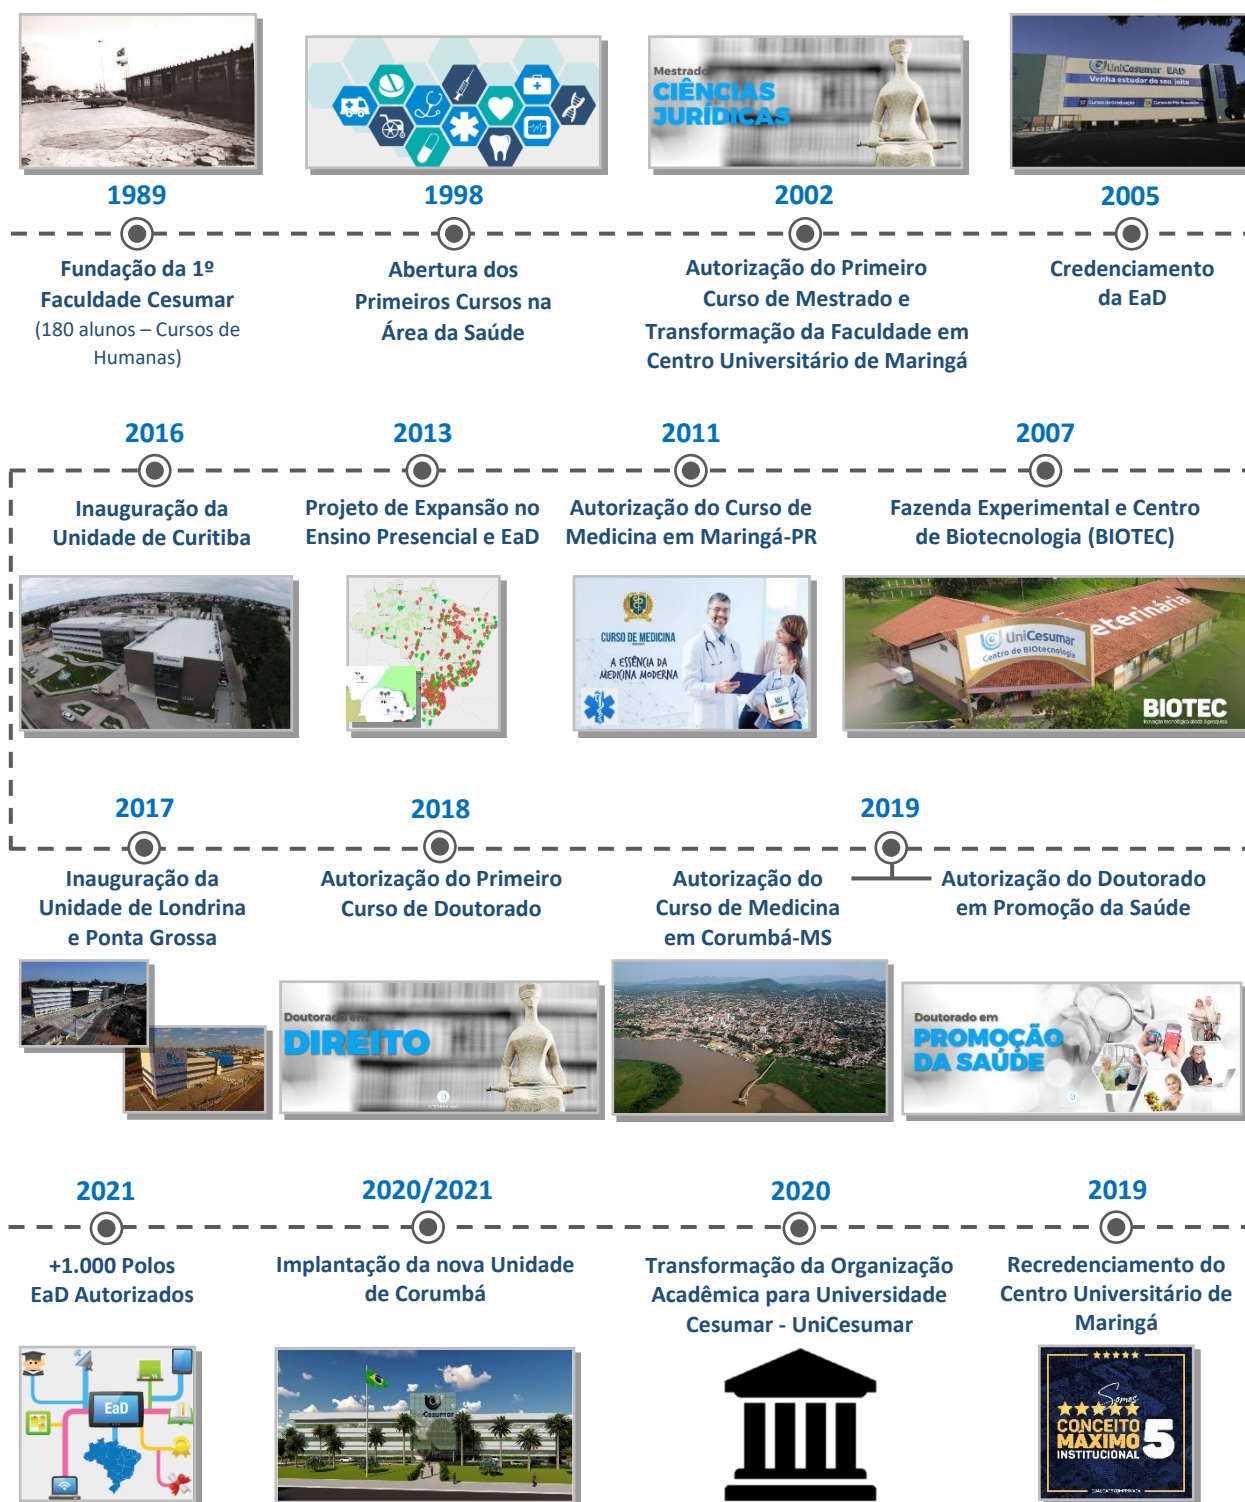 Mestrado
CIÊNCIAS
JURÍDICAS
UniCesumar EAD
Venha estudar do seu jeito
1989
1998
2002
2005
Fundação da 1º
Faculdade Cesumar
(180 alunos – Cursos de
Humanas)
Abertura dos
Primeiros Cursos na
Área da Saúde
Autorização do Primeiro
Curso de Mestrado e
Transformação da Faculdade em
Centro Universitário de Maringá
Credenciamento
da EaD
2016
2013
2011
2007
Inauguração da
Unidade de Curitiba
Projeto de Expansão no
Ensino Presencial e EaD
Autorização do Curso de
Medicina em Maringá-PR
Fazenda Experimental e Centro
de Biotecnologia (BIOTEC)
CURSO DE MEDICINA
A ESSÊNCIA DA
MEDICINA MODERNA
UniCesumar
Centro de BIOtecnologia
eterinária
BIOTEC
Inovação tecnológica aliada à pesquisa
2017
2018
2019
Inauguração da
Unidade de Londrina
e Ponta Grossa
Autorização do Primeiro
Curso de Doutorado
Autorização do
Curso de Medicina
em Corumbá-MS
Autorização do Doutorado
em Promoção da Saúde
UniCesumar
Doutorado em
DIREITO
Doutorado em
PROMOÇÃO
DA SAÚDE
2021
2020/2021
2020
2019
+1.000 Polos
EaD Autorizados
Implantação da nova Unidade
de Corumbá
Transformação da Organização
Acadêmica para Universidade
Cesumar - UniCesumar
Recredenciamento do
Centro Universitário de
Maringá
EaD
UniCesumar
Somos
CONCEITO
MÁXIMO 5
INSTITUCIONAL